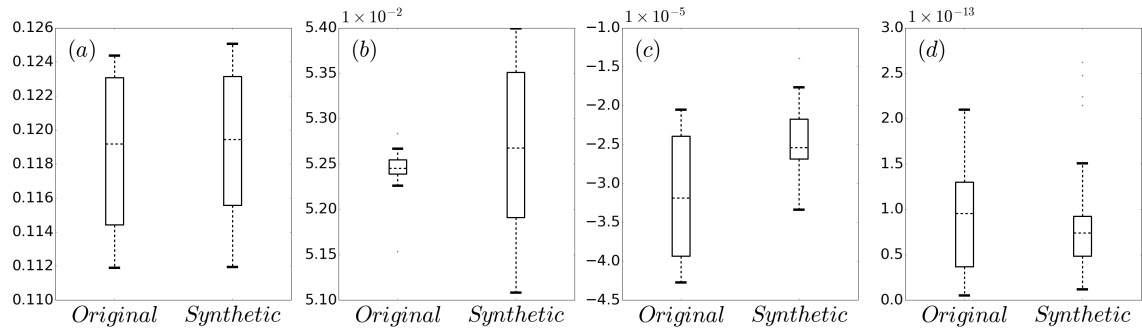 0.126
0.124
0.122
0.120
0.118
0.116
0.114
0.112
0.110
(a)
Original Synthetic
1 × 10⁻²
5.40
5.35
5.30
5.25
5.20
5.15
5.10
(b)
Original Synthetic
1 × 10⁻⁵
−1.0
−1.5
−2.0
−2.5
−3.0
−3.5
−4.0
−4.5
(c)
Original Synthetic
1 × 10⁻¹³
3.0
2.5
2.0
1.5
1.0
0.5
0.0
(d)
Original Synthetic